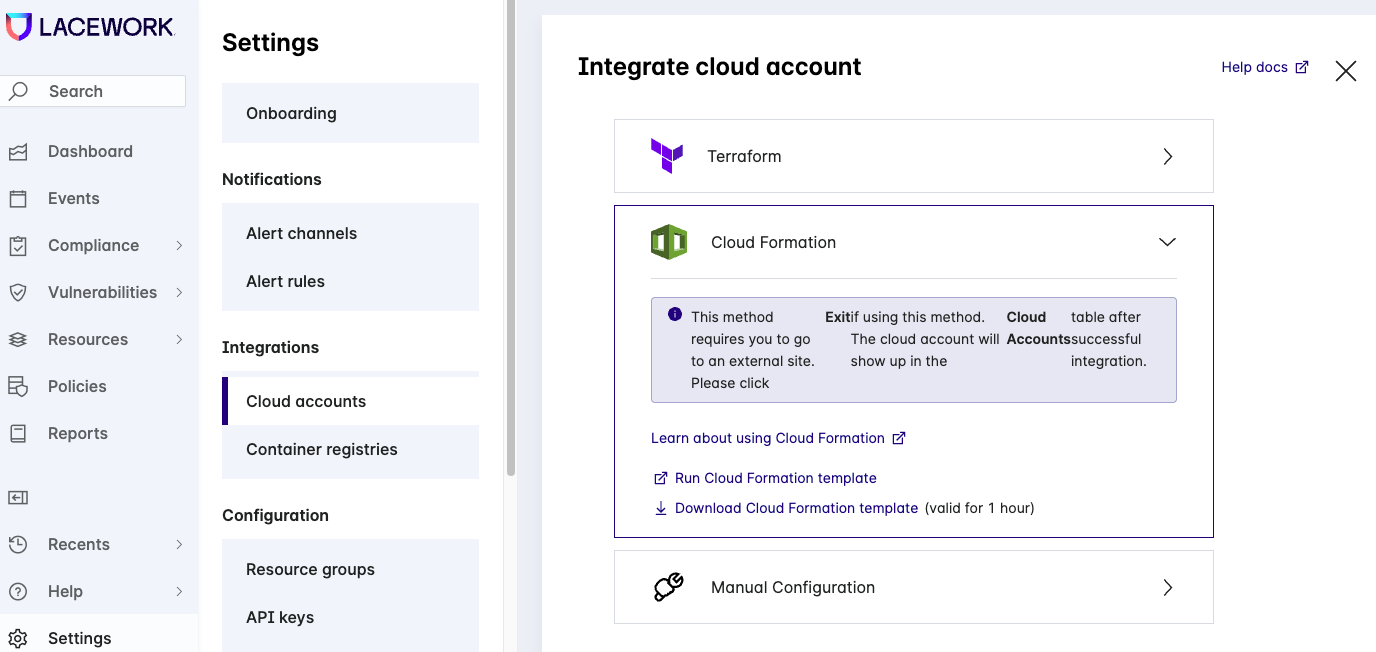 LACEWORK
Search
Dashboard
Events
Compliance
Vulnerabilities
Resources
Policies
Reports
Recents
Help
Settings
Settings
Onboarding
Notifications
Alert channels
Alert rules
Integrations
Cloud accounts
Container registries
Configuration
Resource groups
API keys
Integrate cloud account
Help docs
Terraform
Cloud Formation
This method
requires you to go
to an external site.
Please click
Exit
if using this method.
The cloud account will
show up in the
Cloud
Accounts
table after
successful
integration.
Learn about using Cloud Formation
Run Cloud Formation template
Download Cloud Formation template (valid for 1 hour)
Manual Configuration